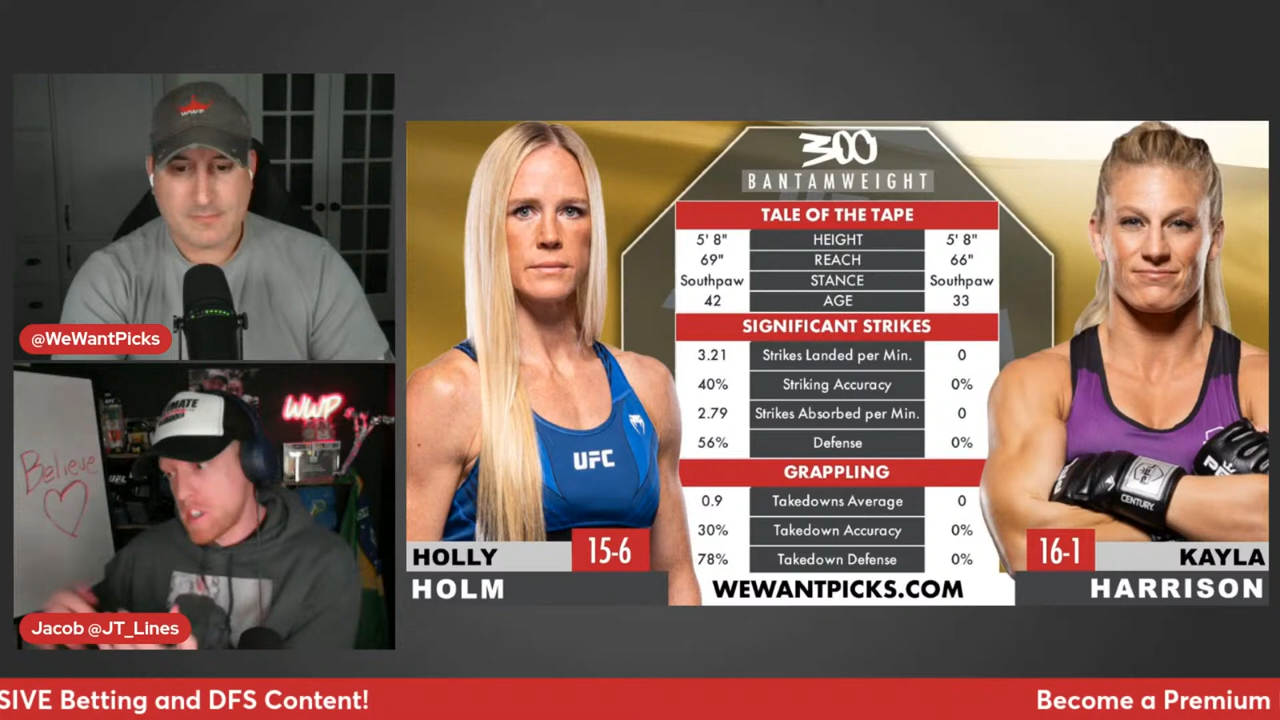 WWP
@WeWantPicks
Believe
ULTIMATE
WWP
UFC
Jacob @JT_Lines
300
BANTAMWEIGHT
TALE OF THE TAPE
5' 8" HEIGHT 5' 8"
69" REACH 66"
Southpaw STANCE Southpaw
42 AGE 33
SIGNIFICANT STRIKES
3.21 Strikes Landed per Min. 0
40% Striking Accuracy 0%
2.79 Strikes Absorbed per Min. 0
56% Defense 0%
GRAPPLING
0.9 Takedowns Average 0
30% Takedown Accuracy 0%
78% Takedown Defense 0%
WEWANTPICKS.COM
UFC
CENTURY
HOLLY 15-6
HOLM
16-1 KAYLA
HARRISON
SIVE Betting and DFS Content! Become a Premium